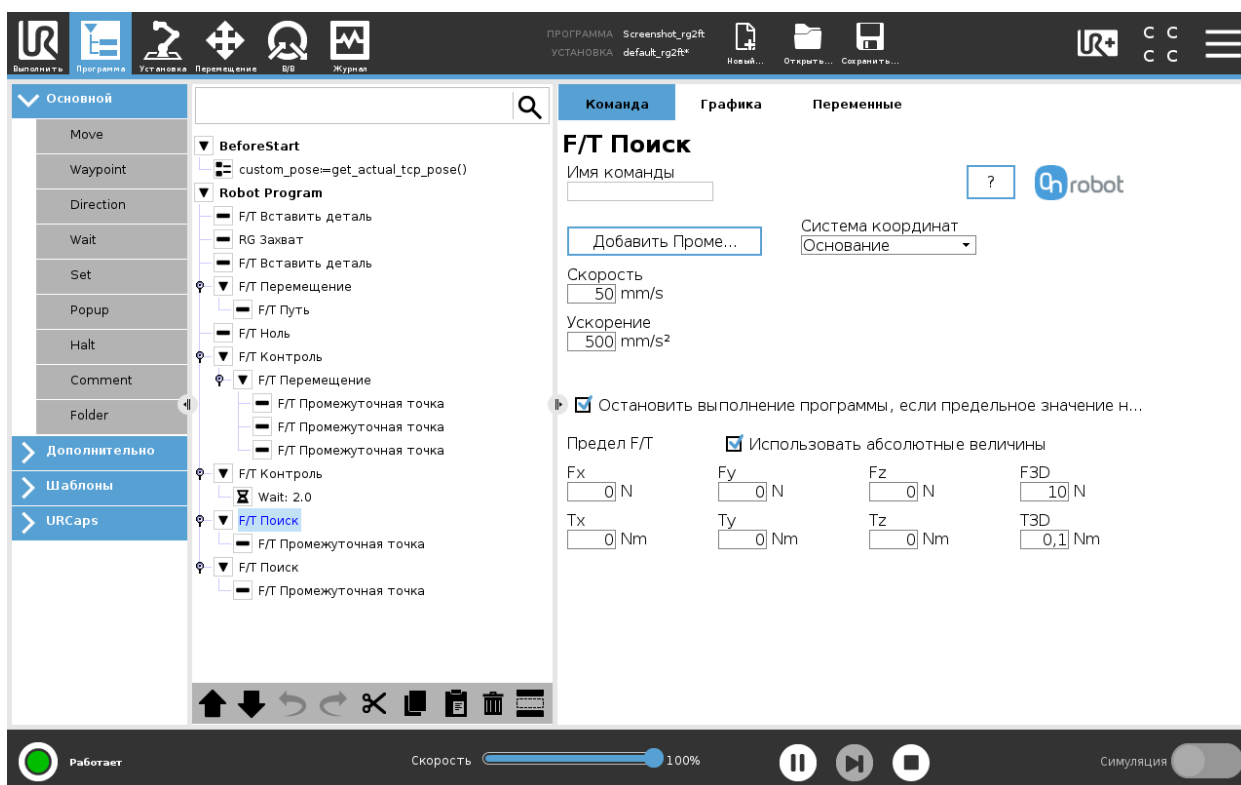 ПРОГРАММА Screenshot_rg2ft
УСТАНОВКА default_rg2ft*
Выполнить Программа Установка Перемещение В/В Журнал
Новый... Открыть... Сохранить...
UR+
C C
C C
Основной
Move
Waypoint
Direction
Wait
Set
Popup
Halt
Comment
Folder
Дополнительно
Шаблоны
URCaps
BeforeStart
custom_pose≔get_actual_tcp_pose()
Robot Program
F/T Вставить деталь
RG Захват
F/T Вставить деталь
F/T Перемещение
F/T Путь
F/T Ноль
F/T Контроль
F/T Перемещение
F/T Промежуточная точка
F/T Промежуточная точка
F/T Промежуточная точка
F/T Контроль
Wait: 2.0
F/T Поиск
F/T Промежуточная точка
F/T Поиск
F/T Промежуточная точка
Команда Графика Переменные
F/T Поиск
Имя команды
? On robot
Добавить Проме...
Система координат
Основание
Скорость
50 mm/s
Ускорение
500 mm/s²
Остановить выполнение программы, если предельное значение н...
Предел F/T Использовать абсолютные величины
Fx Fy Fz F3D
0 N 0 N 0 N 10 N
Tx Ty Tz T3D
0 Nm 0 Nm 0 Nm 0,1 Nm
Работает
Скорость 100%
Симуляция